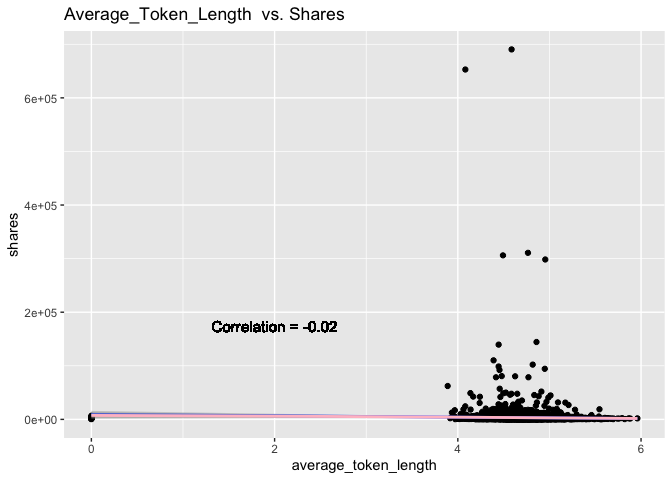 Average_Token_Length  vs. Shares
6e+05
4e+05
2e+05
0e+00
shares
Correlation = -0.02
0
2
4
6
average_token_length